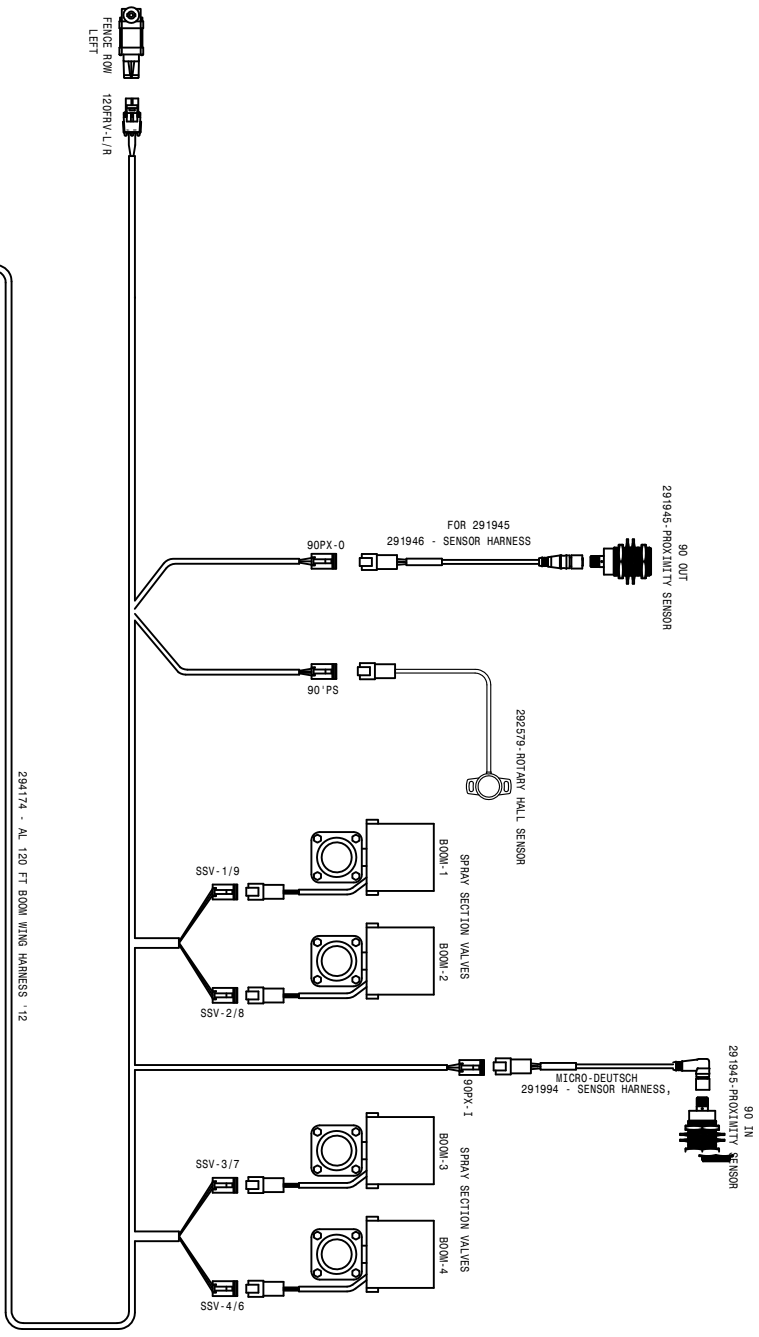 FENCE ROW
LEFT
120FRV-L/R
90 OUT
291945-PROXIMITY SENSOR
FOR 291945
291946 - SENSOR HARNESS
90PX-O
90'PS
292579-ROTARY HALL SENSOR
SPRAY SECTION VALVES
BOOM-1
BOOM-2
SSV-1/9
SSV-2/8
90 IN
291945-PROXIMITY SENSOR
MICRO-DEUTSCH
291994 - SENSOR HARNESS,
90PX-I
SPRAY SECTION VALVES
BOOM-3
BOOM-4
SSV-3/7
SSV-4/6
294174 - AL 120 FT BOOM WING HARNESS '12